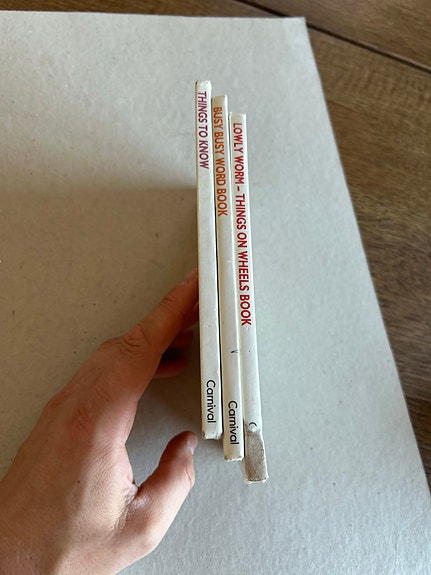 THINGS TO KNOW
Carnival
BUSY BUSY WORD BOOK
Carnival
LOWLY WORM – THINGS ON WHEELS BOOK